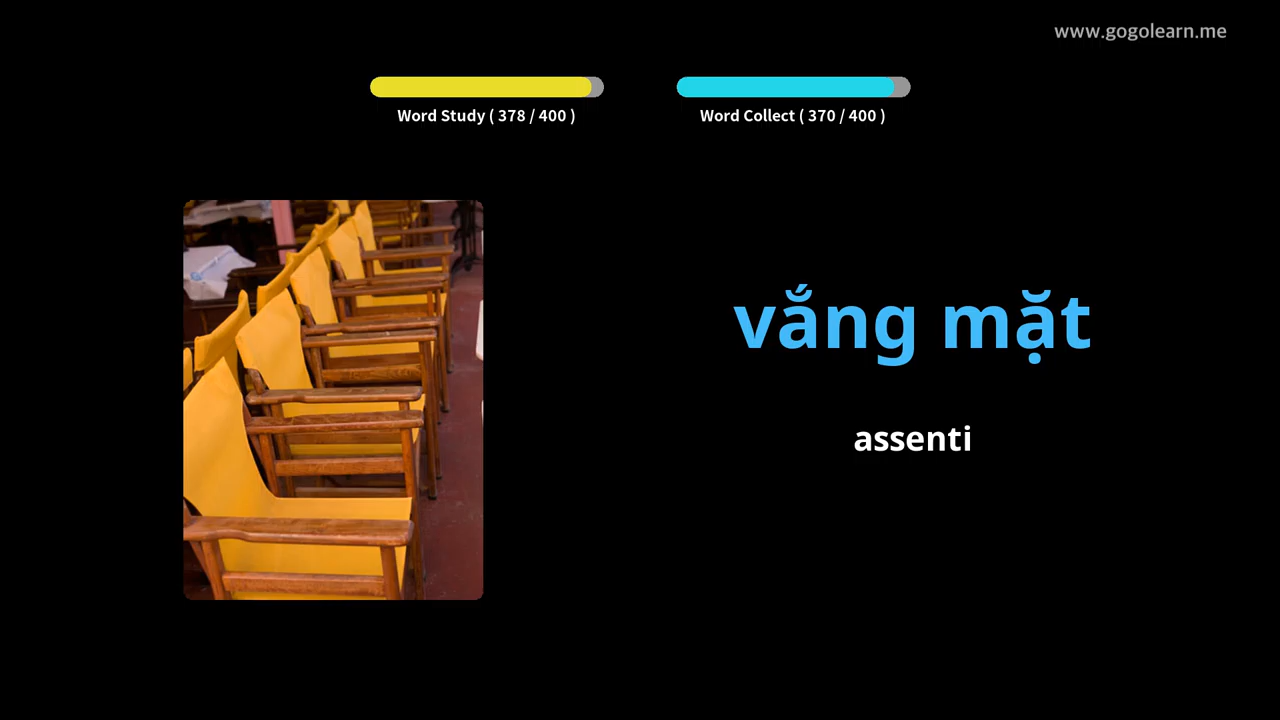 www.gogolearn.me
Word Study ( 378 / 400 )
Word Collect ( 370 / 400 )
vắng mặt
assenti